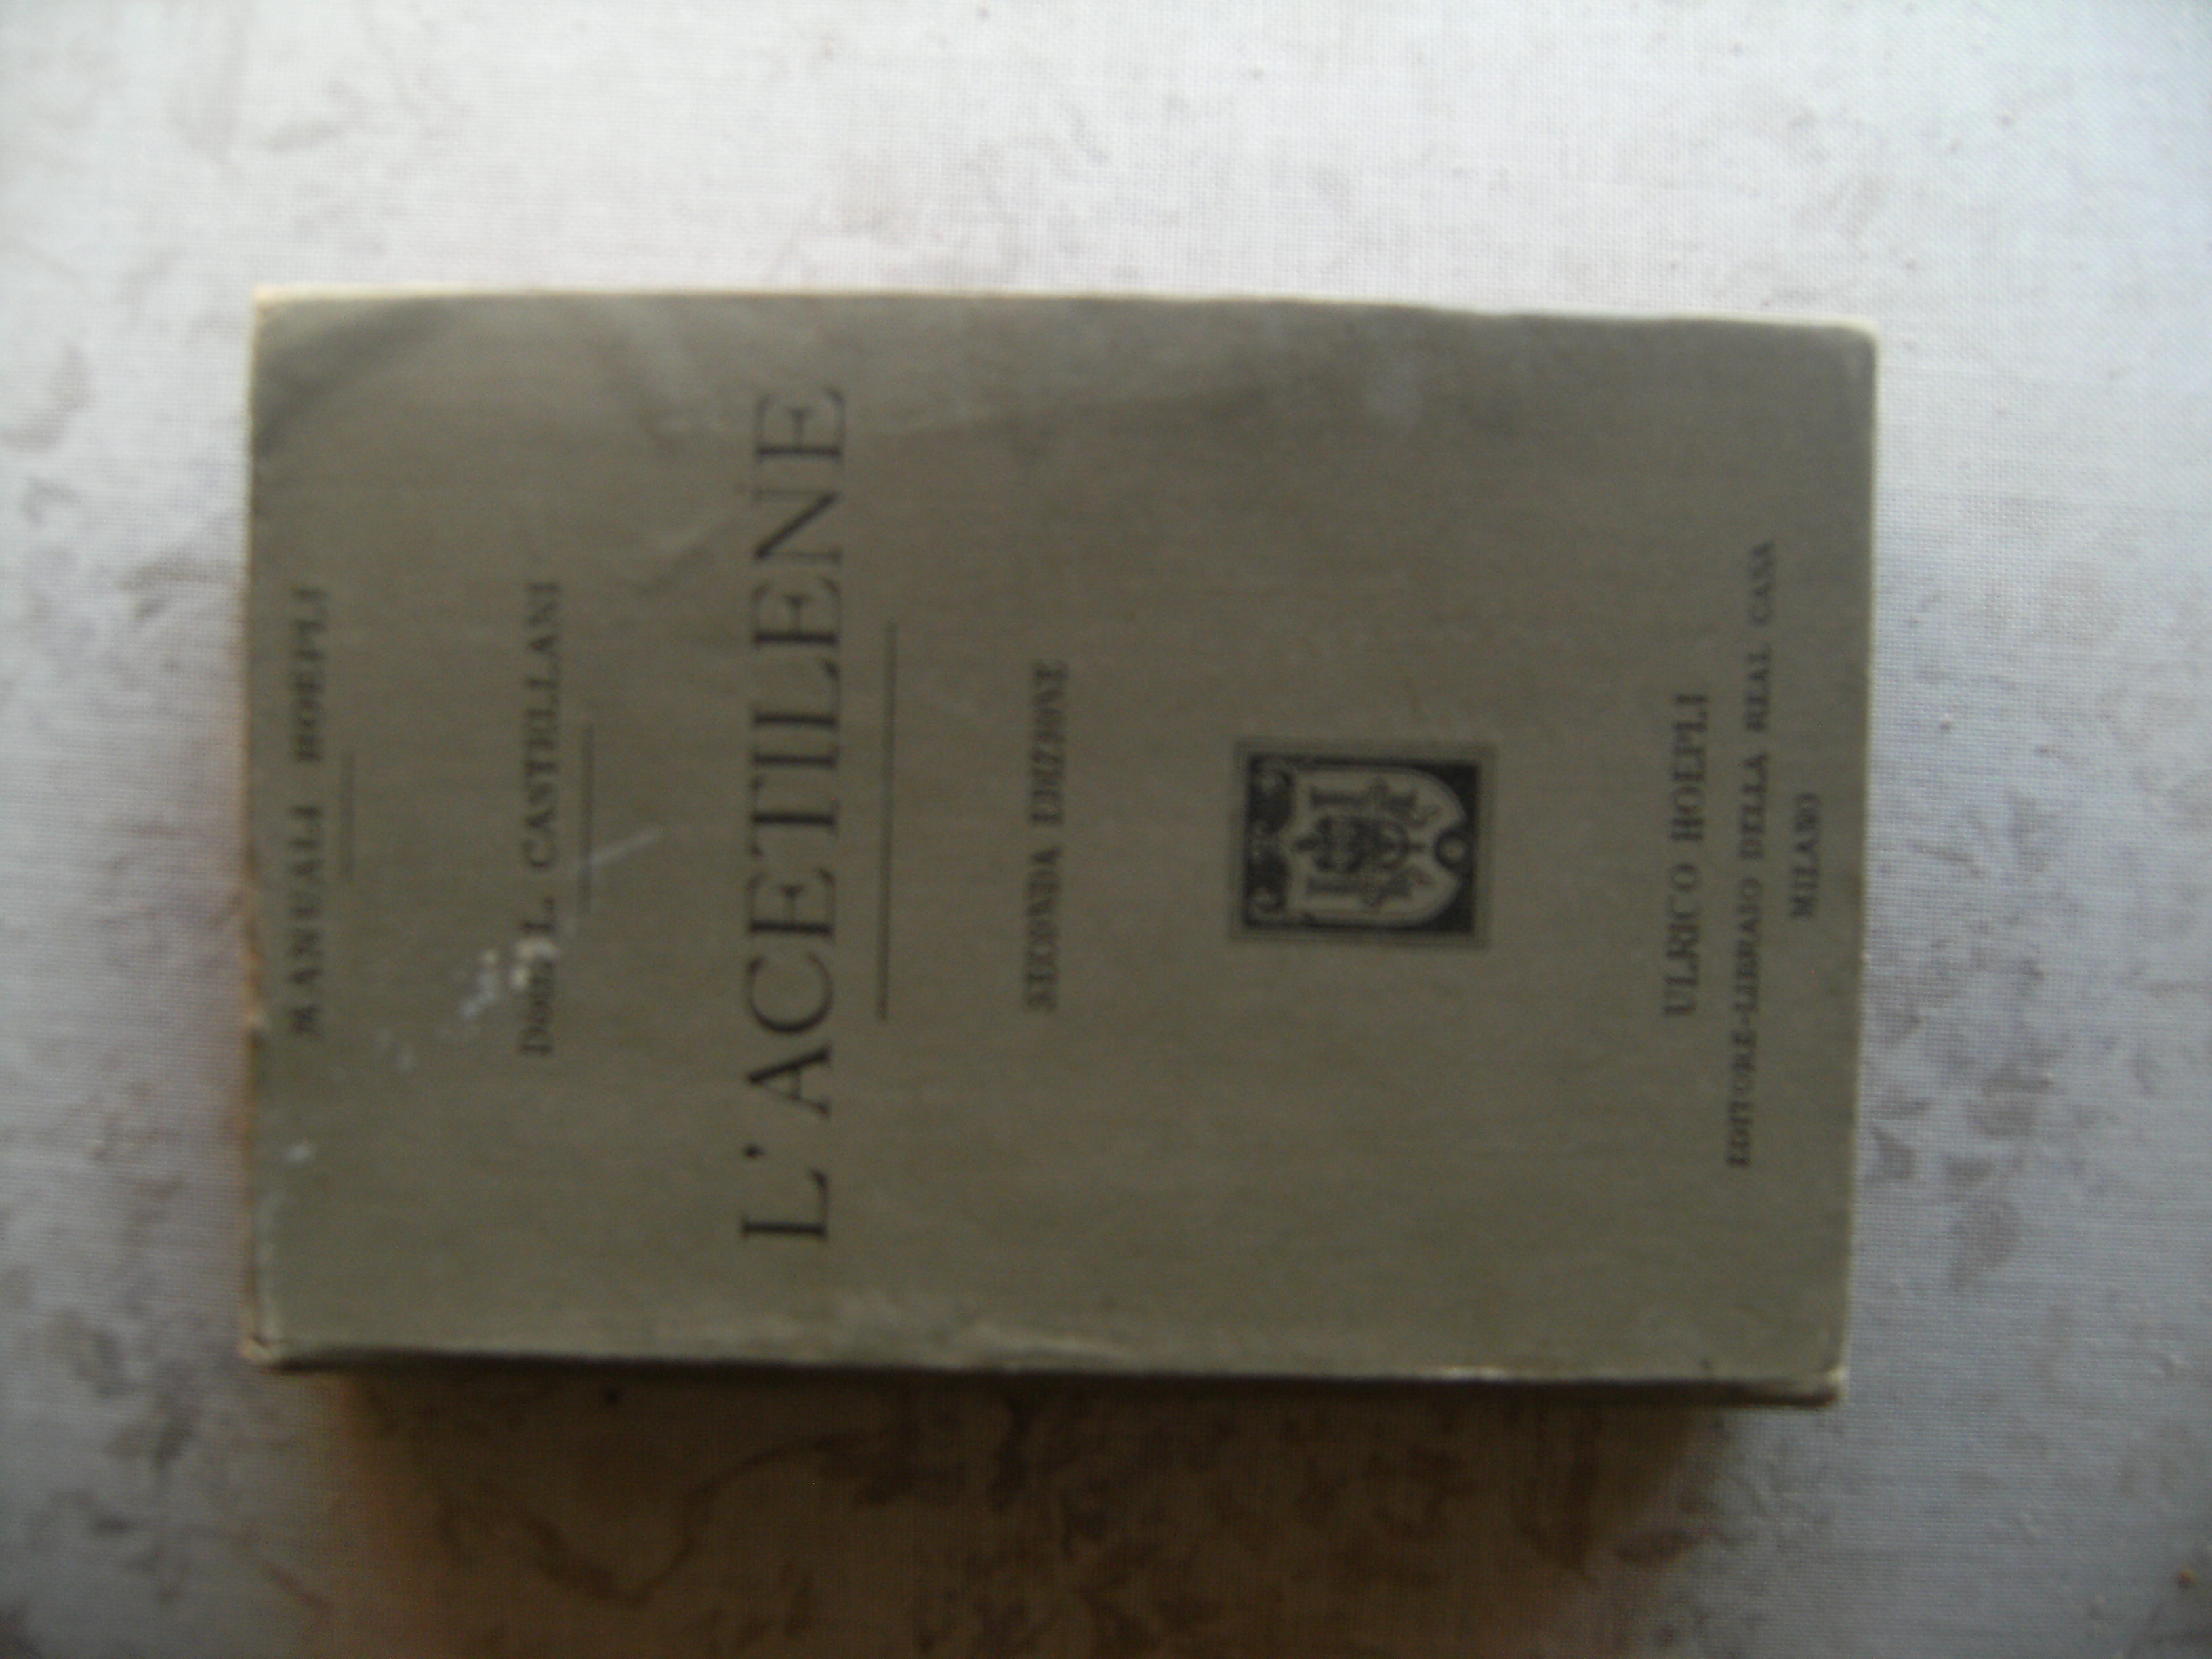 MANUALI HOEPLI
DOTT. L. CASTELLANI
L'ACETILENE
SECONDA EDIZIONE
ULRICO HOEPLI
EDITORE-LIBRAIO DELLA REAL CASA
MILANO